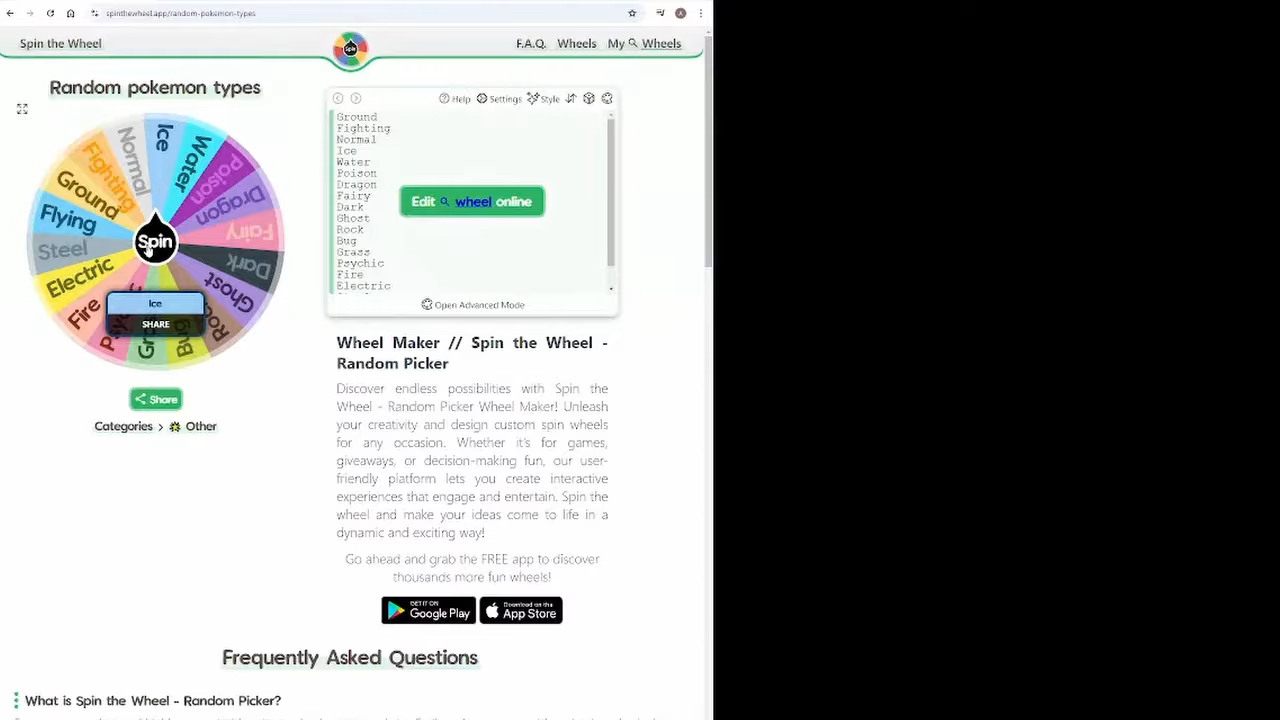 spinthewheel.app/random-pokemon-types
Spin the Wheel
Spin
F.A.Q. Wheels My Wheels
Random pokemon types
Ice
Water
Poison
Dragon
Fairy
Dark
Ghost
Bug
Fire
Electric
Steel
Flying
Ground
Fighting
Normal
Spin
Ice
SHARE
Share
Categories > Other
Help Settings Style
Ground
Fighting
Normal
Ice
Water
Poison
Dragon
Fairy
Dark
Ghost
Rock
Bug
Grass
Psychic
Fire
Electric
Edit wheel online
Open Advanced Mode
Wheel Maker // Spin the Wheel -
Random Picker
Discover endless possibilities with Spin the
Wheel - Random Picker Wheel Maker! Unleash
your creativity and design custom spin wheels
for any occasion. Whether it's for games,
giveaways, or decision-making fun, our user-
friendly platform lets you create interactive
experiences that engage and entertain. Spin the
wheel and make your ideas come to life in a
dynamic and exciting way!
Go ahead and grab the FREE app to discover
thousands more fun wheels!
GET IT ON
Google Play
Download on the
App Store
Frequently Asked Questions
What is Spin the Wheel - Random Picker?